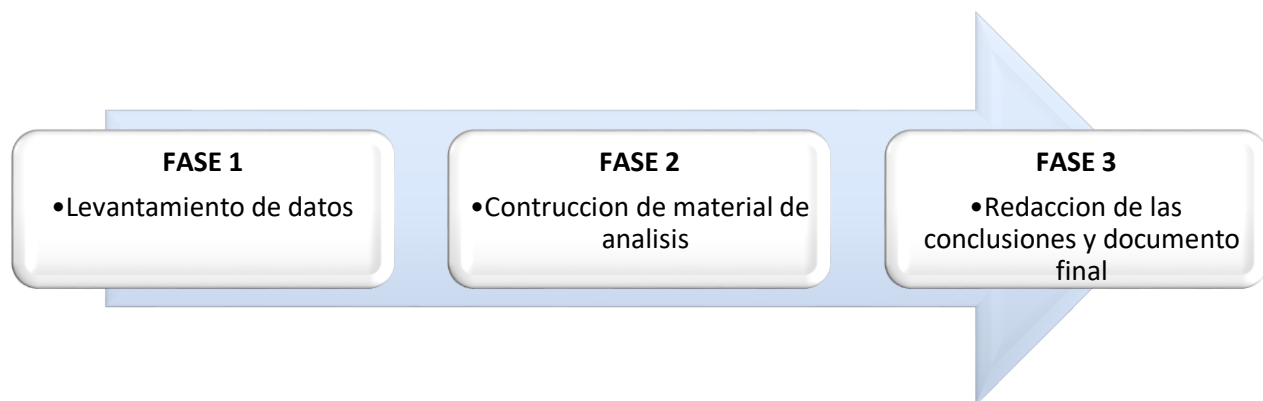 FASE 1
•Levantamiento de datos
FASE 2
•Contruccion de material de
analisis
FASE 3
•Redaccion de las
conclusiones y documento
final